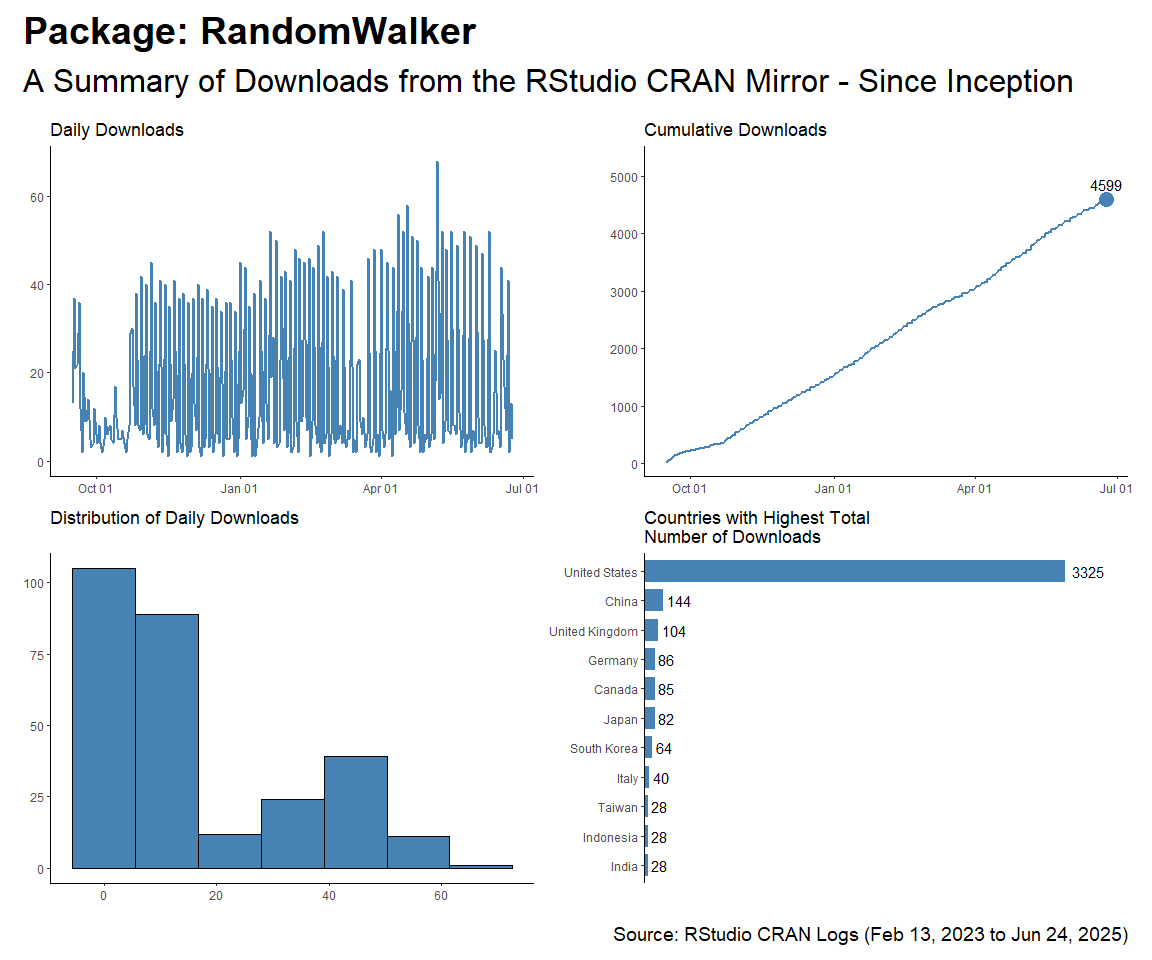 Package: RandomWalker
A Summary of Downloads from the RStudio CRAN Mirror - Since Inception
Daily Downloads
60
40
20
0
Oct 01 Jan 01 Apr 01 Jul 01
Cumulative Downloads
5000
4000
3000
2000
1000
0
4599
Oct 01 Jan 01 Apr 01 Jul 01
Distribution of Daily Downloads
100
75
50
25
0
0 20 40 60
Countries with Highest Total
Number of Downloads
United States 3325
China 144
United Kingdom 104
Germany 86
Canada 85
Japan 82
South Korea 64
Italy 40
Taiwan 28
Indonesia 28
India 28
Source: RStudio CRAN Logs (Feb 13, 2023 to Jun 24, 2025)